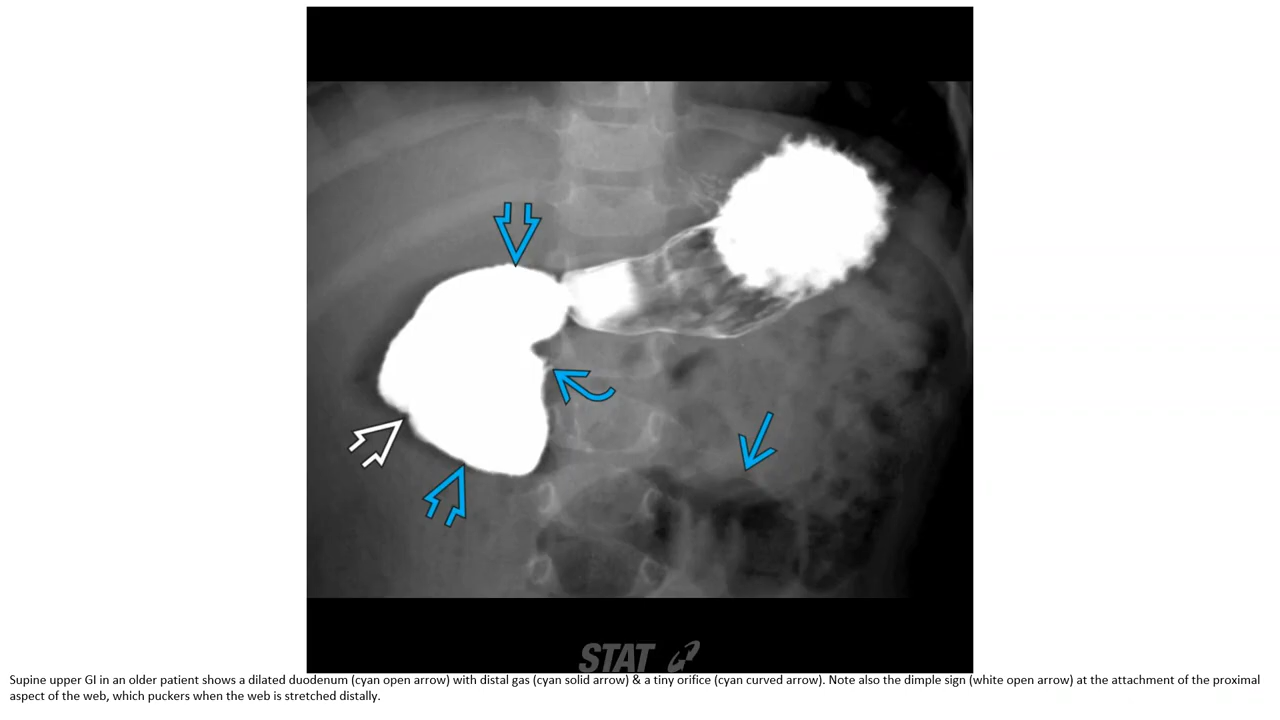 STAT
Supine upper GI in an older patient shows a dilated duodenum (cyan open arrow) with distal gas (cyan solid arrow) & a tiny orifice (cyan curved arrow). Note also the dimple sign (white open arrow) at the attachment of the proximal
aspect of the web, which puckers when the web is stretched distally.